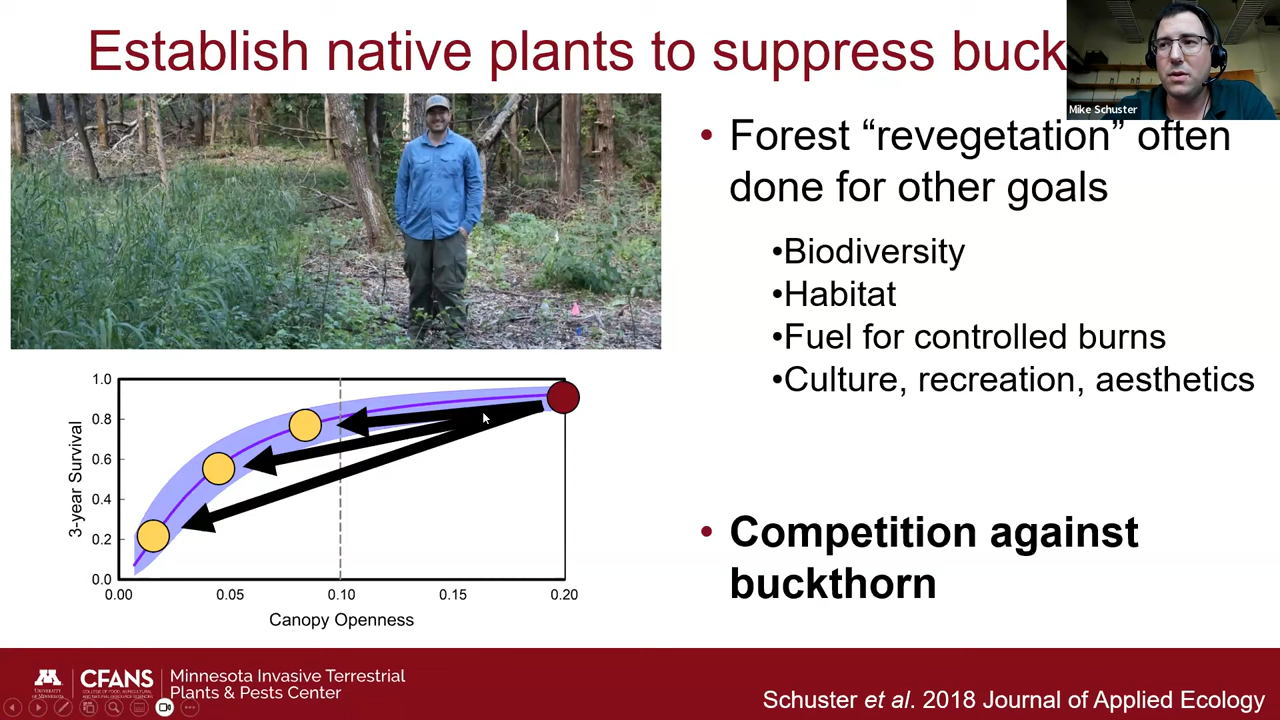 Establish native plants to suppress buck
Mike Schuster
• Forest “revegetation” often
done for other goals
•Biodiversity
•Habitat
•Fuel for controlled burns
•Culture, recreation, aesthetics
1.0
0.8
0.6
0.4
0.2
0.0
3-year Survival
0.00 0.05 0.10 0.15 0.20
Canopy Openness
• Competition against
buckthorn
UNIVERSITY OF MINNESOTA
CFANS
COLLEGE OF FOOD, AGRICULTURAL
AND NATURAL RESOURCE SCIENCES
Minnesota Invasive Terrestrial
Plants & Pests Center
Schuster et al. 2018 Journal of Applied Ecology